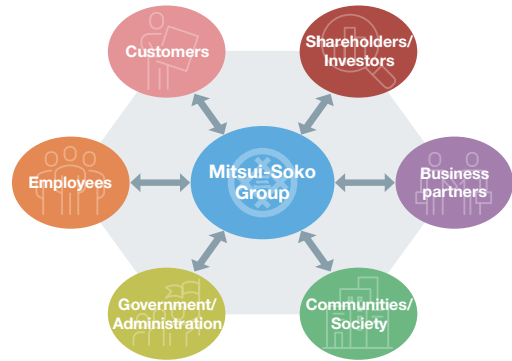 Customers
Shareholders/
Investors
Employees
Mitsui-Soko
Group
Business
partners
Government/
Administration
Communities/
Society